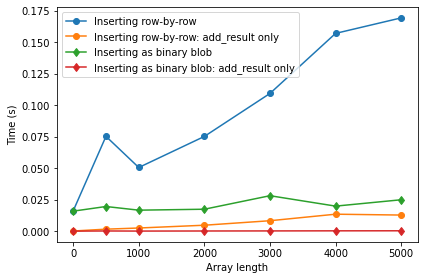 0.175
0.150
0.125
0.100
0.075
0.050
0.025
0.000
Time (s)
Inserting row-by-row
Inserting row-by-row: add_result only
Inserting as binary blob
Inserting as binary blob: add_result only
0 1000 2000 3000 4000 5000
Array length